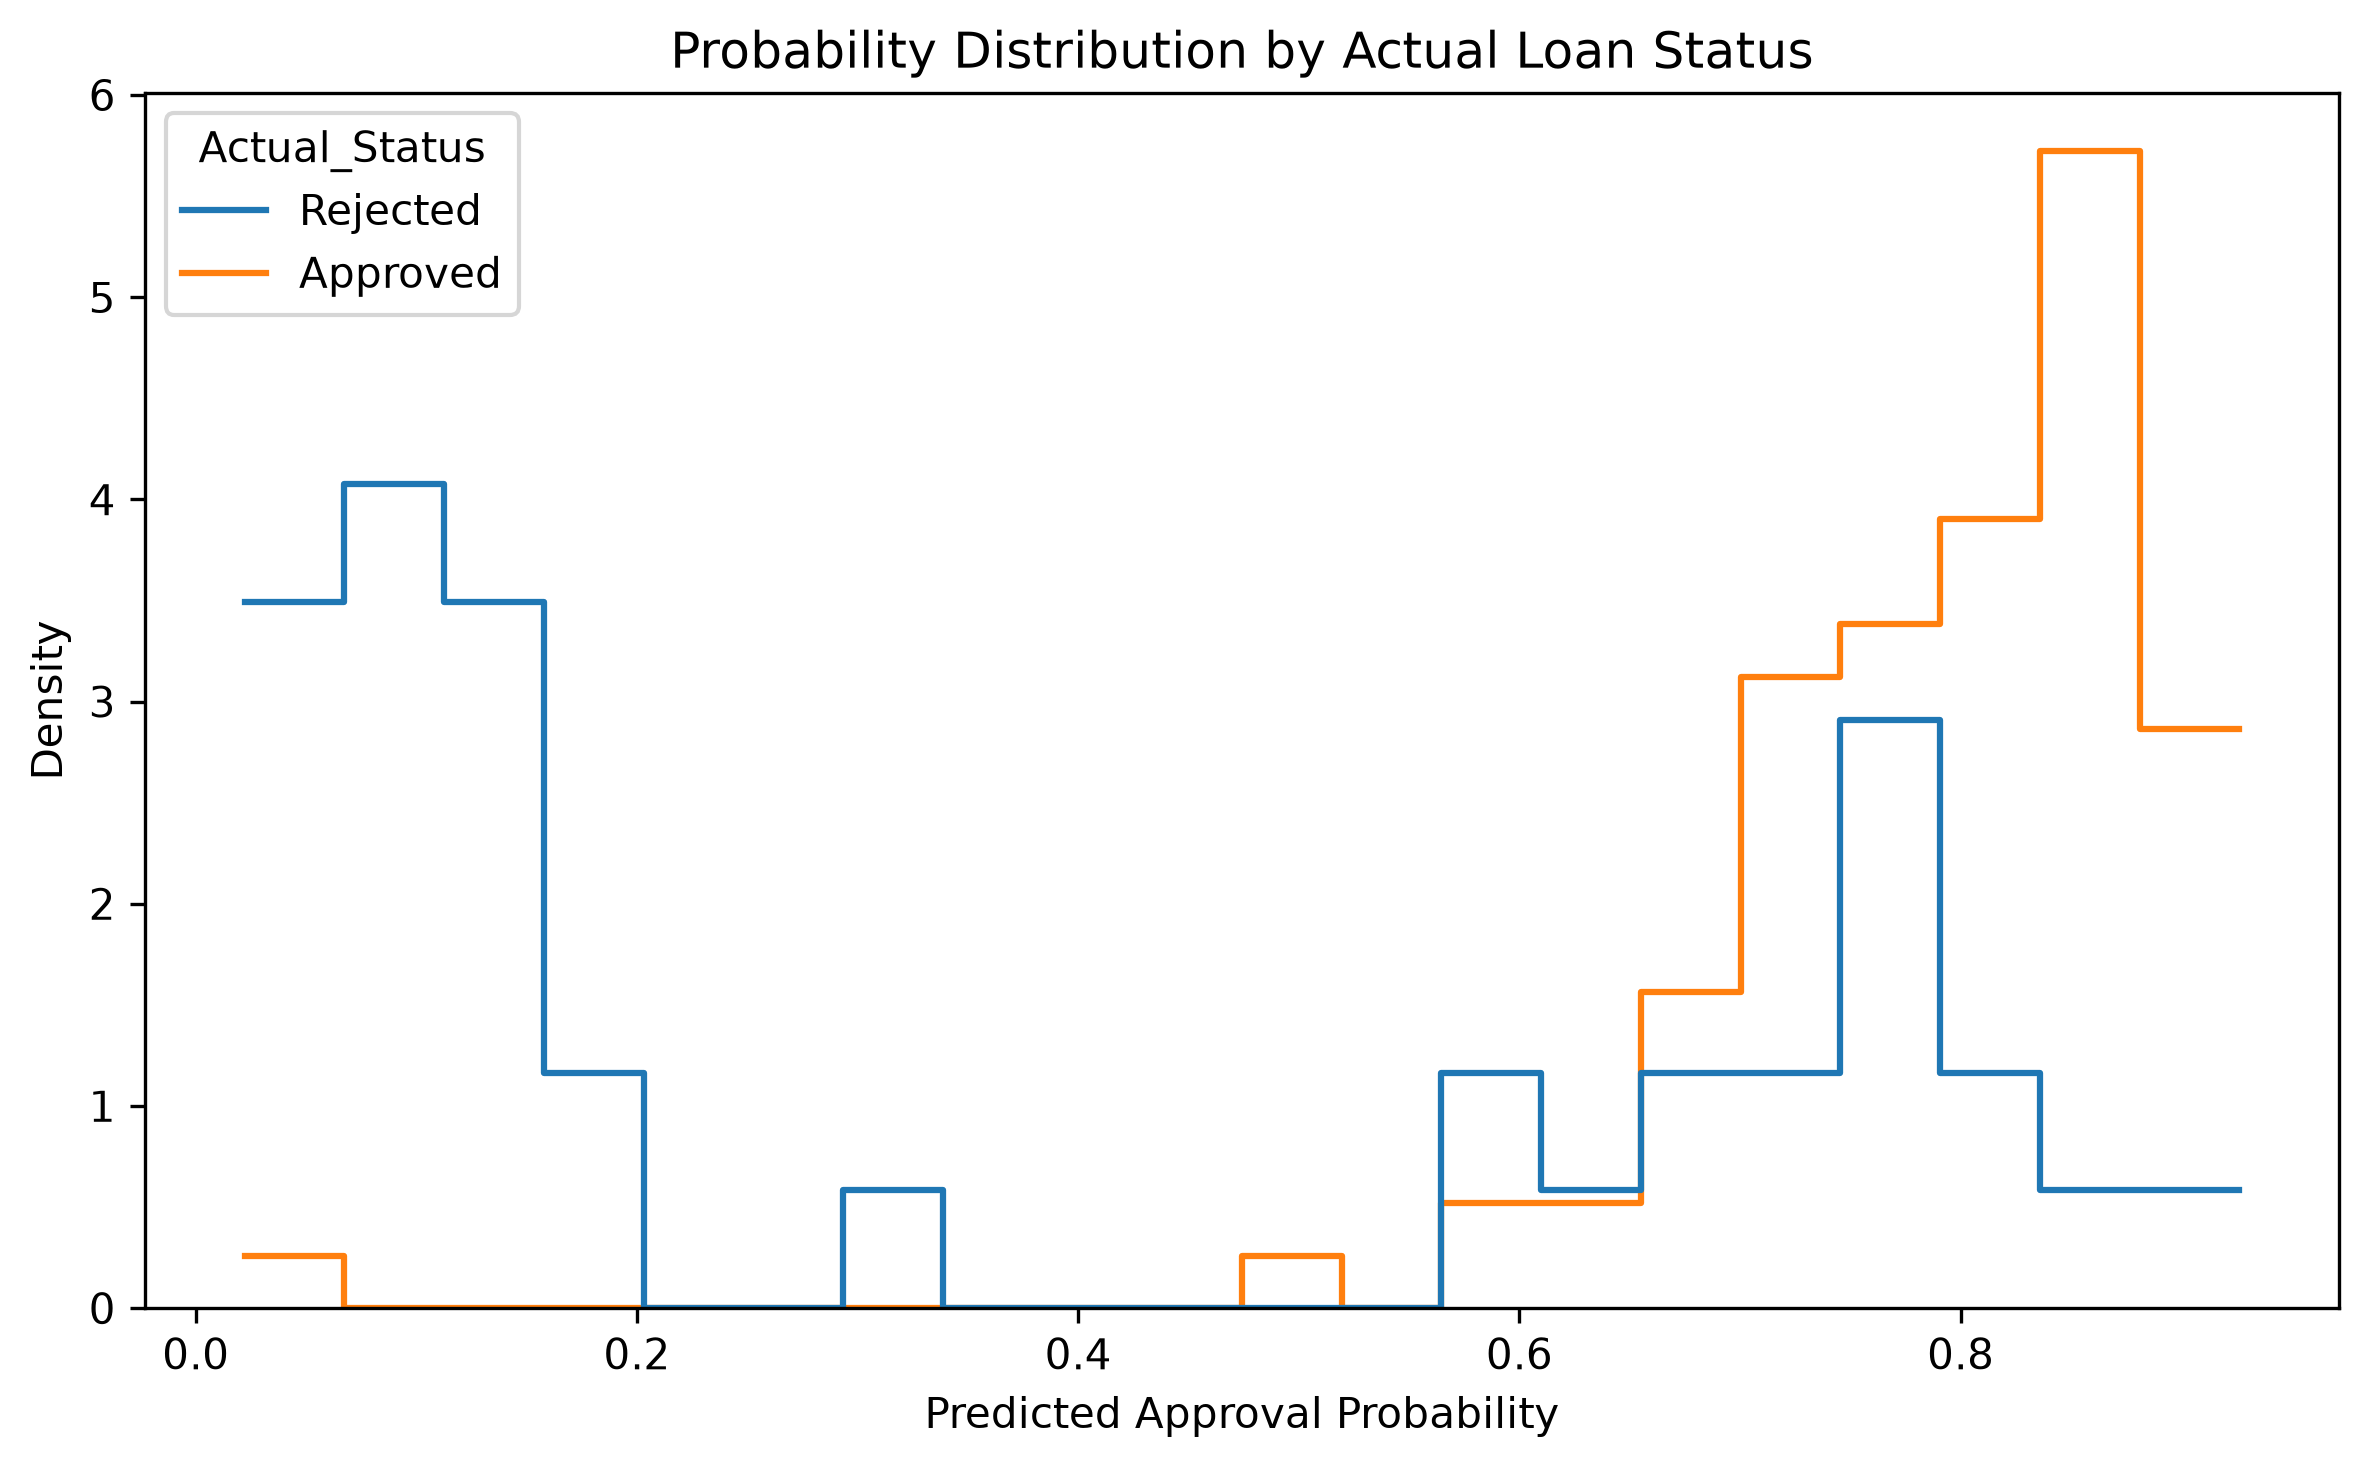 Probability Distribution by Actual Loan Status
6
5
4
3
2
1
0
Density
Actual_Status
Rejected
Approved
0.0 0.2 0.4 0.6 0.8
Predicted Approval Probability